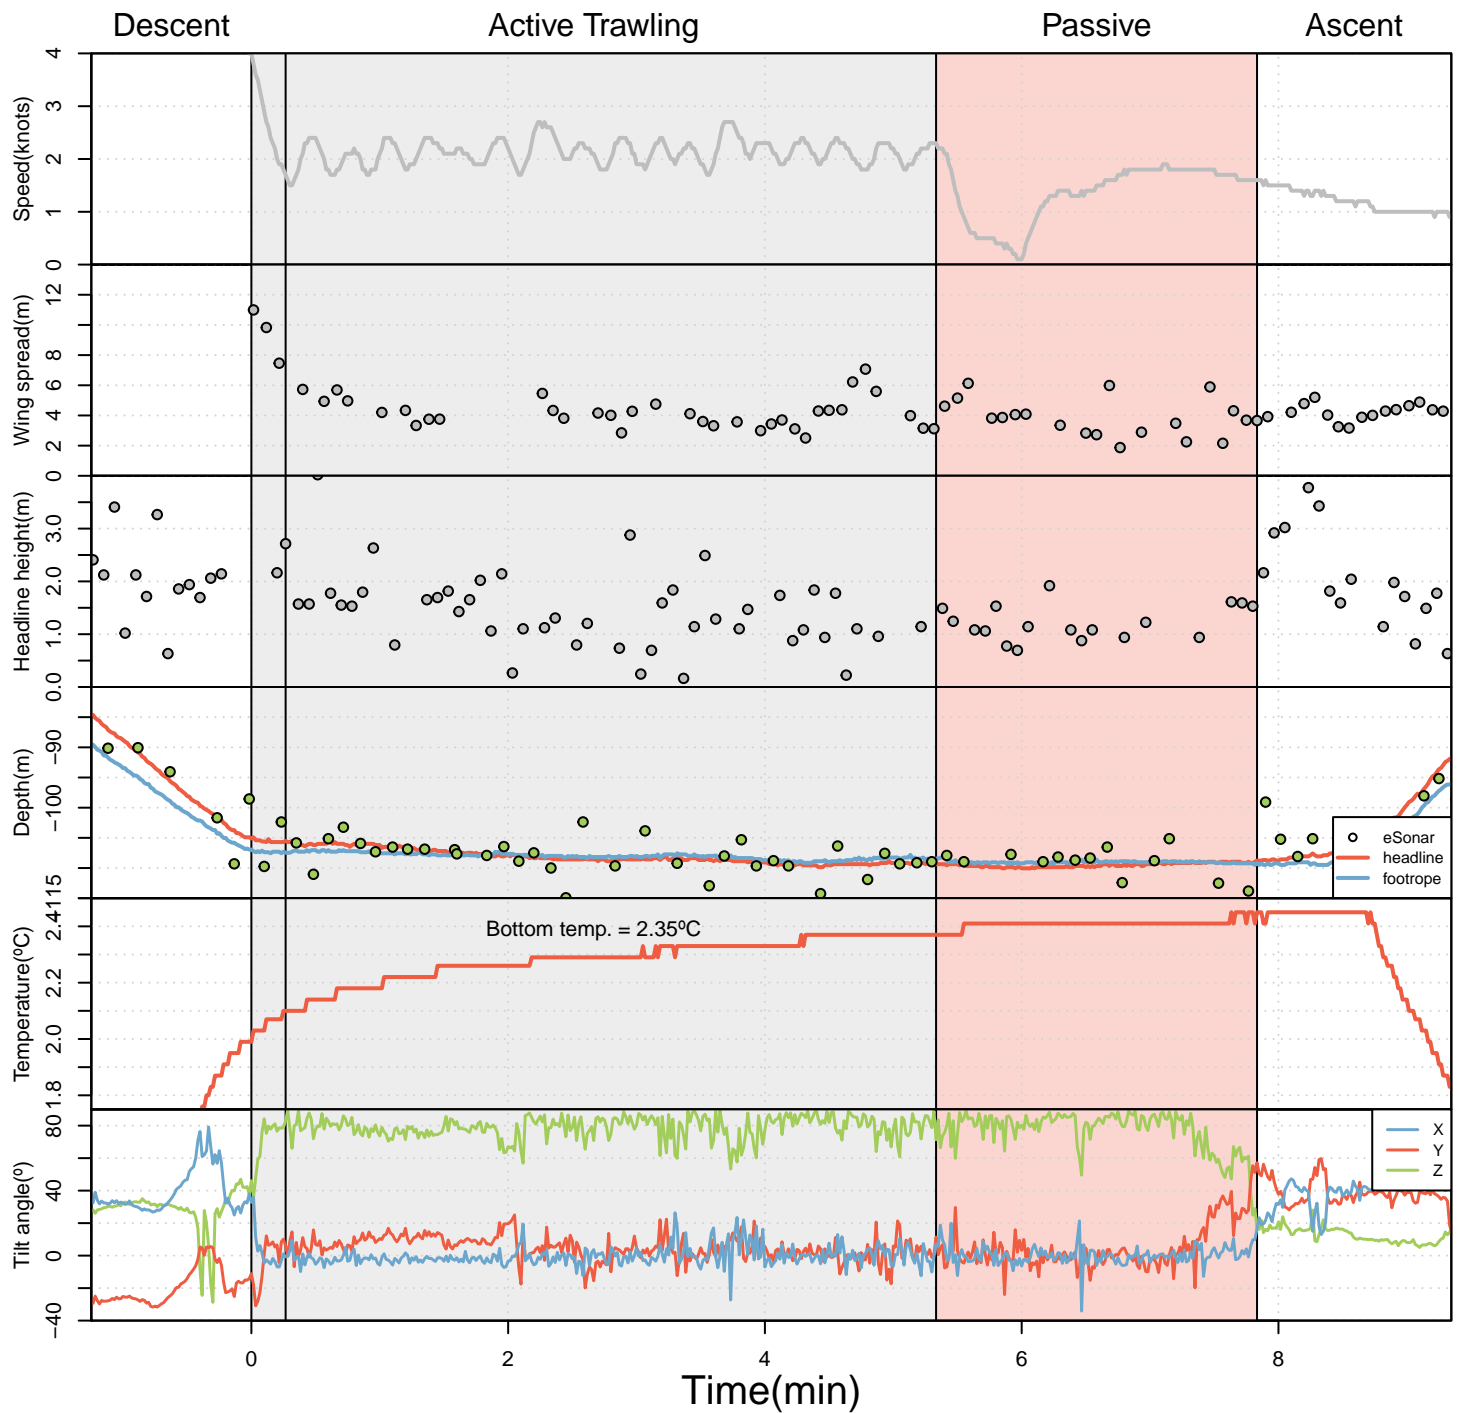 Descent Active Trawling Passive Ascent
Speed(knots)
4
3
2
1
0
Wing spread(m)
12
8
6
4
2
0
Headline height(m)
3.0
2.0
1.0
0.0
Depth(m)
−90
−100
−115
eSonar
headline
footrope
Temperature(ºC)
2.4
2.2
2.0
1.8
Bottom temp. = 2.35ºC
Tilt angle(º)
80
40
0
−40
X
Y
Z
0 2 4 6 8
Time(min)